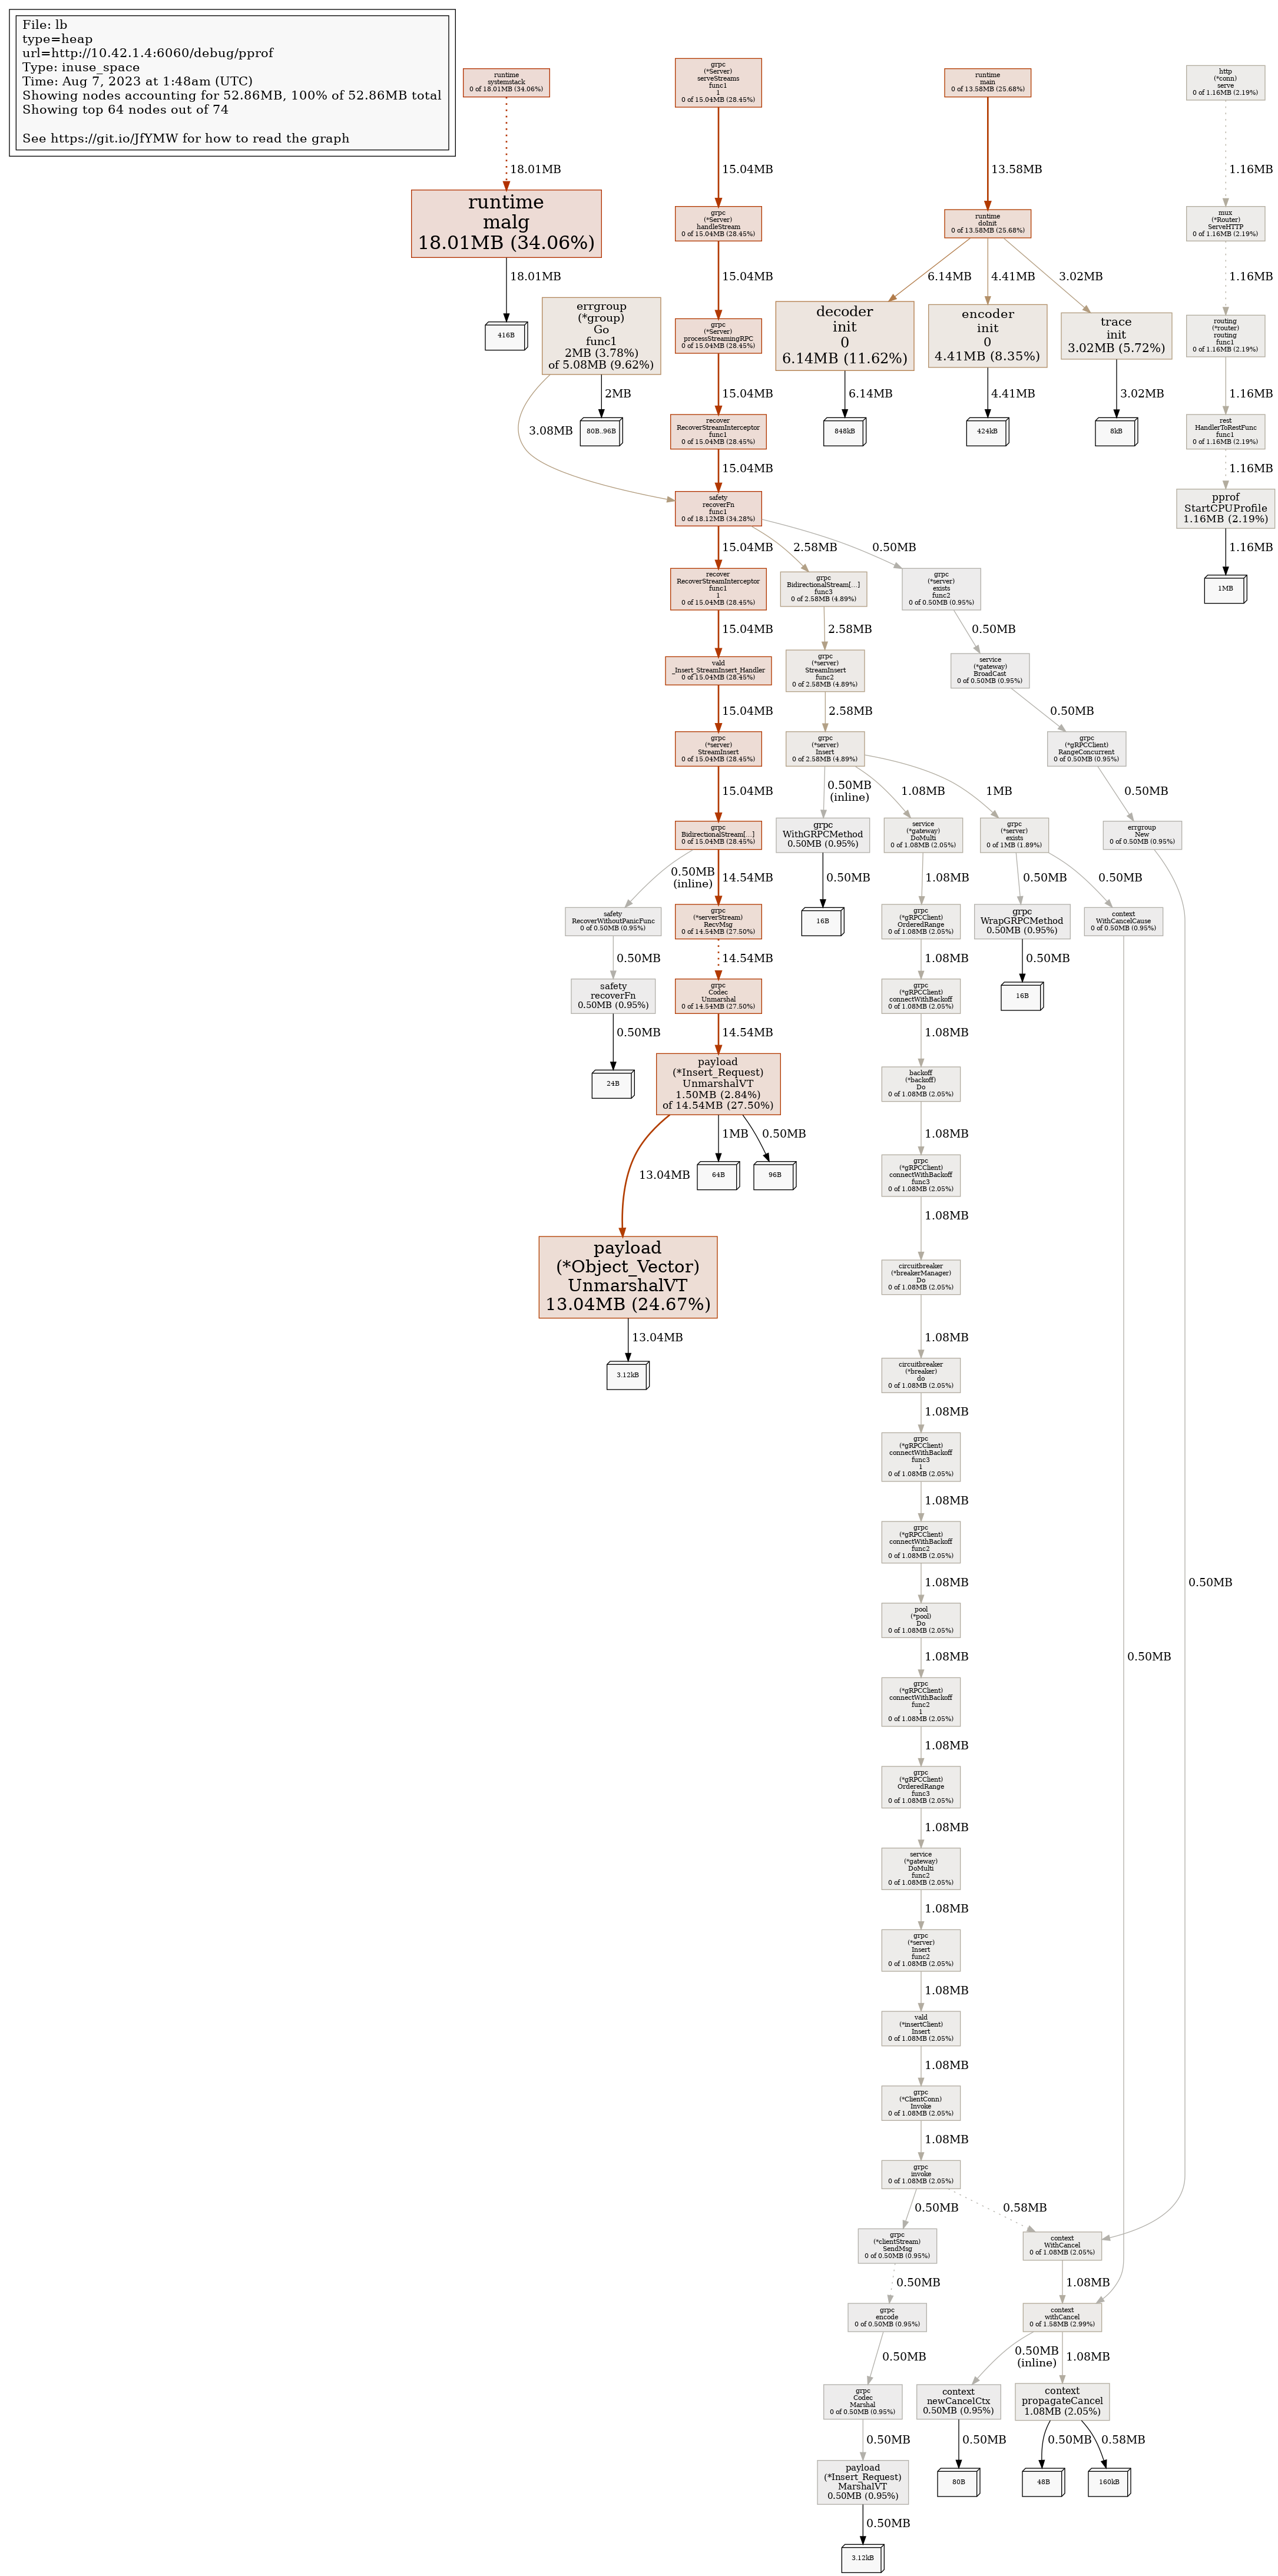 File: lb
type=heap
url=http://10.42.1.4:6060/debug/pprof
Type: inuse_space
Time: Aug 7, 2023 at 1:48am (UTC)
Showing nodes accounting for 52.86MB, 100% of 52.86MB total
Showing top 64 nodes out of 74
See https://git.io/JfYMW for how to read the graph
runtime
systemstack
0 of 18.01MB (34.06%)
grpc
(*Server)
serveStreams
func1
1
0 of 15.04MB (28.45%)
runtime
main
0 of 13.58MB (25.68%)
http
(*conn)
serve
0 of 1.16MB (2.19%)
18.01MB
15.04MB
13.58MB
1.16MB
runtime
malg
18.01MB (34.06%)
grpc
(*Server)
handleStream
0 of 15.04MB (28.45%)
runtime
doInit
0 of 13.58MB (25.68%)
mux
(*Router)
ServeHTTP
0 of 1.16MB (2.19%)
18.01MB
15.04MB
6.14MB
4.41MB
3.02MB
1.16MB
416B
errgroup
(*group)
Go
func1
2MB (3.78%)
of 5.08MB (9.62%)
grpc
(*Server)
processStreamingRPC
0 of 15.04MB (28.45%)
decoder
init
0
6.14MB (11.62%)
encoder
init
0
4.41MB (8.35%)
trace
init
3.02MB (5.72%)
routing
(*router)
routing
func1
0 of 1.16MB (2.19%)
2MB
15.04MB
6.14MB
4.41MB
3.02MB
1.16MB
3.08MB
80B..96B
recover
RecoverStreamInterceptor
func1
0 of 15.04MB (28.45%)
848kB
424kB
8kB
rest
HandlerToRestFunc
func1
0 of 1.16MB (2.19%)
15.04MB
1.16MB
safety
recoverFn
func1
0 of 18.12MB (34.28%)
pprof
StartCPUProfile
1.16MB (2.19%)
15.04MB
2.58MB
0.50MB
1.16MB
recover
RecoverStreamInterceptor
func1
1
0 of 15.04MB (28.45%)
grpc
BidirectionalStream[...]
func3
0 of 2.58MB (4.89%)
grpc
(*server)
exists
func2
0 of 0.50MB (0.95%)
1MB
15.04MB
2.58MB
0.50MB
vald
_Insert_StreamInsert_Handler
0 of 15.04MB (28.45%)
grpc
(*server)
StreamInsert
func2
0 of 2.58MB (4.89%)
service
(*gateway)
BroadCast
0 of 0.50MB (0.95%)
15.04MB
2.58MB
0.50MB
grpc
(*server)
StreamInsert
0 of 15.04MB (28.45%)
grpc
(*server)
Insert
0 of 2.58MB (4.89%)
grpc
(*gRPCClient)
RangeConcurrent
0 of 0.50MB (0.95%)
15.04MB
0.50MB
(inline)
1.08MB
1MB
0.50MB
grpc
BidirectionalStream[...]
0 of 15.04MB (28.45%)
grpc
WithGRPCMethod
0.50MB (0.95%)
service
(*gateway)
DoMulti
0 of 1.08MB (2.05%)
grpc
(*server)
exists
0 of 1MB (1.89%)
errgroup
New
0 of 0.50MB (0.95%)
0.50MB
(inline)
14.54MB
0.50MB
1.08MB
0.50MB
0.50MB
safety
RecoverWithoutPanicFunc
0 of 0.50MB (0.95%)
grpc
(*serverStream)
RecvMsg
0 of 14.54MB (27.50%)
16B
grpc
(*gRPCClient)
OrderedRange
0 of 1.08MB (2.05%)
grpc
WrapGRPCMethod
0.50MB (0.95%)
context
WithCancelCause
0 of 0.50MB (0.95%)
0.50MB
14.54MB
1.08MB
0.50MB
safety
recoverFn
0.50MB (0.95%)
grpc
Codec
Unmarshal
0 of 14.54MB (27.50%)
grpc
(*gRPCClient)
connectWithBackoff
0 of 1.08MB (2.05%)
16B
0.50MB
14.54MB
1.08MB
24B
payload
(*Insert_Request)
UnmarshalVT
1.50MB (2.84%)
of 14.54MB (27.50%)
backoff
(*backoff)
Do
0 of 1.08MB (2.05%)
13.04MB
1MB
0.50MB
1.08MB
64B
96B
grpc
(*gRPCClient)
connectWithBackoff
func3
0 of 1.08MB (2.05%)
1.08MB
payload
(*Object_Vector)
UnmarshalVT
13.04MB (24.67%)
circuitbreaker
(*breakerManager)
Do
0 of 1.08MB (2.05%)
13.04MB
1.08MB
3.12kB
circuitbreaker
(*breaker)
do
0 of 1.08MB (2.05%)
1.08MB
grpc
(*gRPCClient)
connectWithBackoff
func3
1
0 of 1.08MB (2.05%)
1.08MB
grpc
(*gRPCClient)
connectWithBackoff
func2
0 of 1.08MB (2.05%)
1.08MB
0.50MB
pool
(*pool)
Do
0 of 1.08MB (2.05%)
1.08MB
0.50MB
grpc
(*gRPCClient)
connectWithBackoff
func2
1
0 of 1.08MB (2.05%)
1.08MB
grpc
(*gRPCClient)
OrderedRange
func3
0 of 1.08MB (2.05%)
1.08MB
service
(*gateway)
DoMulti
func2
0 of 1.08MB (2.05%)
1.08MB
grpc
(*server)
Insert
func2
0 of 1.08MB (2.05%)
1.08MB
vald
(*insertClient)
Insert
0 of 1.08MB (2.05%)
1.08MB
grpc
(*ClientConn)
Invoke
0 of 1.08MB (2.05%)
1.08MB
grpc
invoke
0 of 1.08MB (2.05%)
0.50MB
0.58MB
grpc
(*clientStream)
SendMsg
0 of 0.50MB (0.95%)
context
WithCancel
0 of 1.08MB (2.05%)
0.50MB
1.08MB
grpc
encode
0 of 0.50MB (0.95%)
context
withCancel
0 of 1.58MB (2.99%)
0.50MB
0.50MB
(inline)
1.08MB
grpc
Codec
Marshal
0 of 0.50MB (0.95%)
context
newCancelCtx
0.50MB (0.95%)
context
propagateCancel
1.08MB (2.05%)
0.50MB
0.50MB
0.50MB
0.58MB
payload
(*Insert_Request)
MarshalVT
0.50MB (0.95%)
80B
48B
160kB
0.50MB
3.12kB